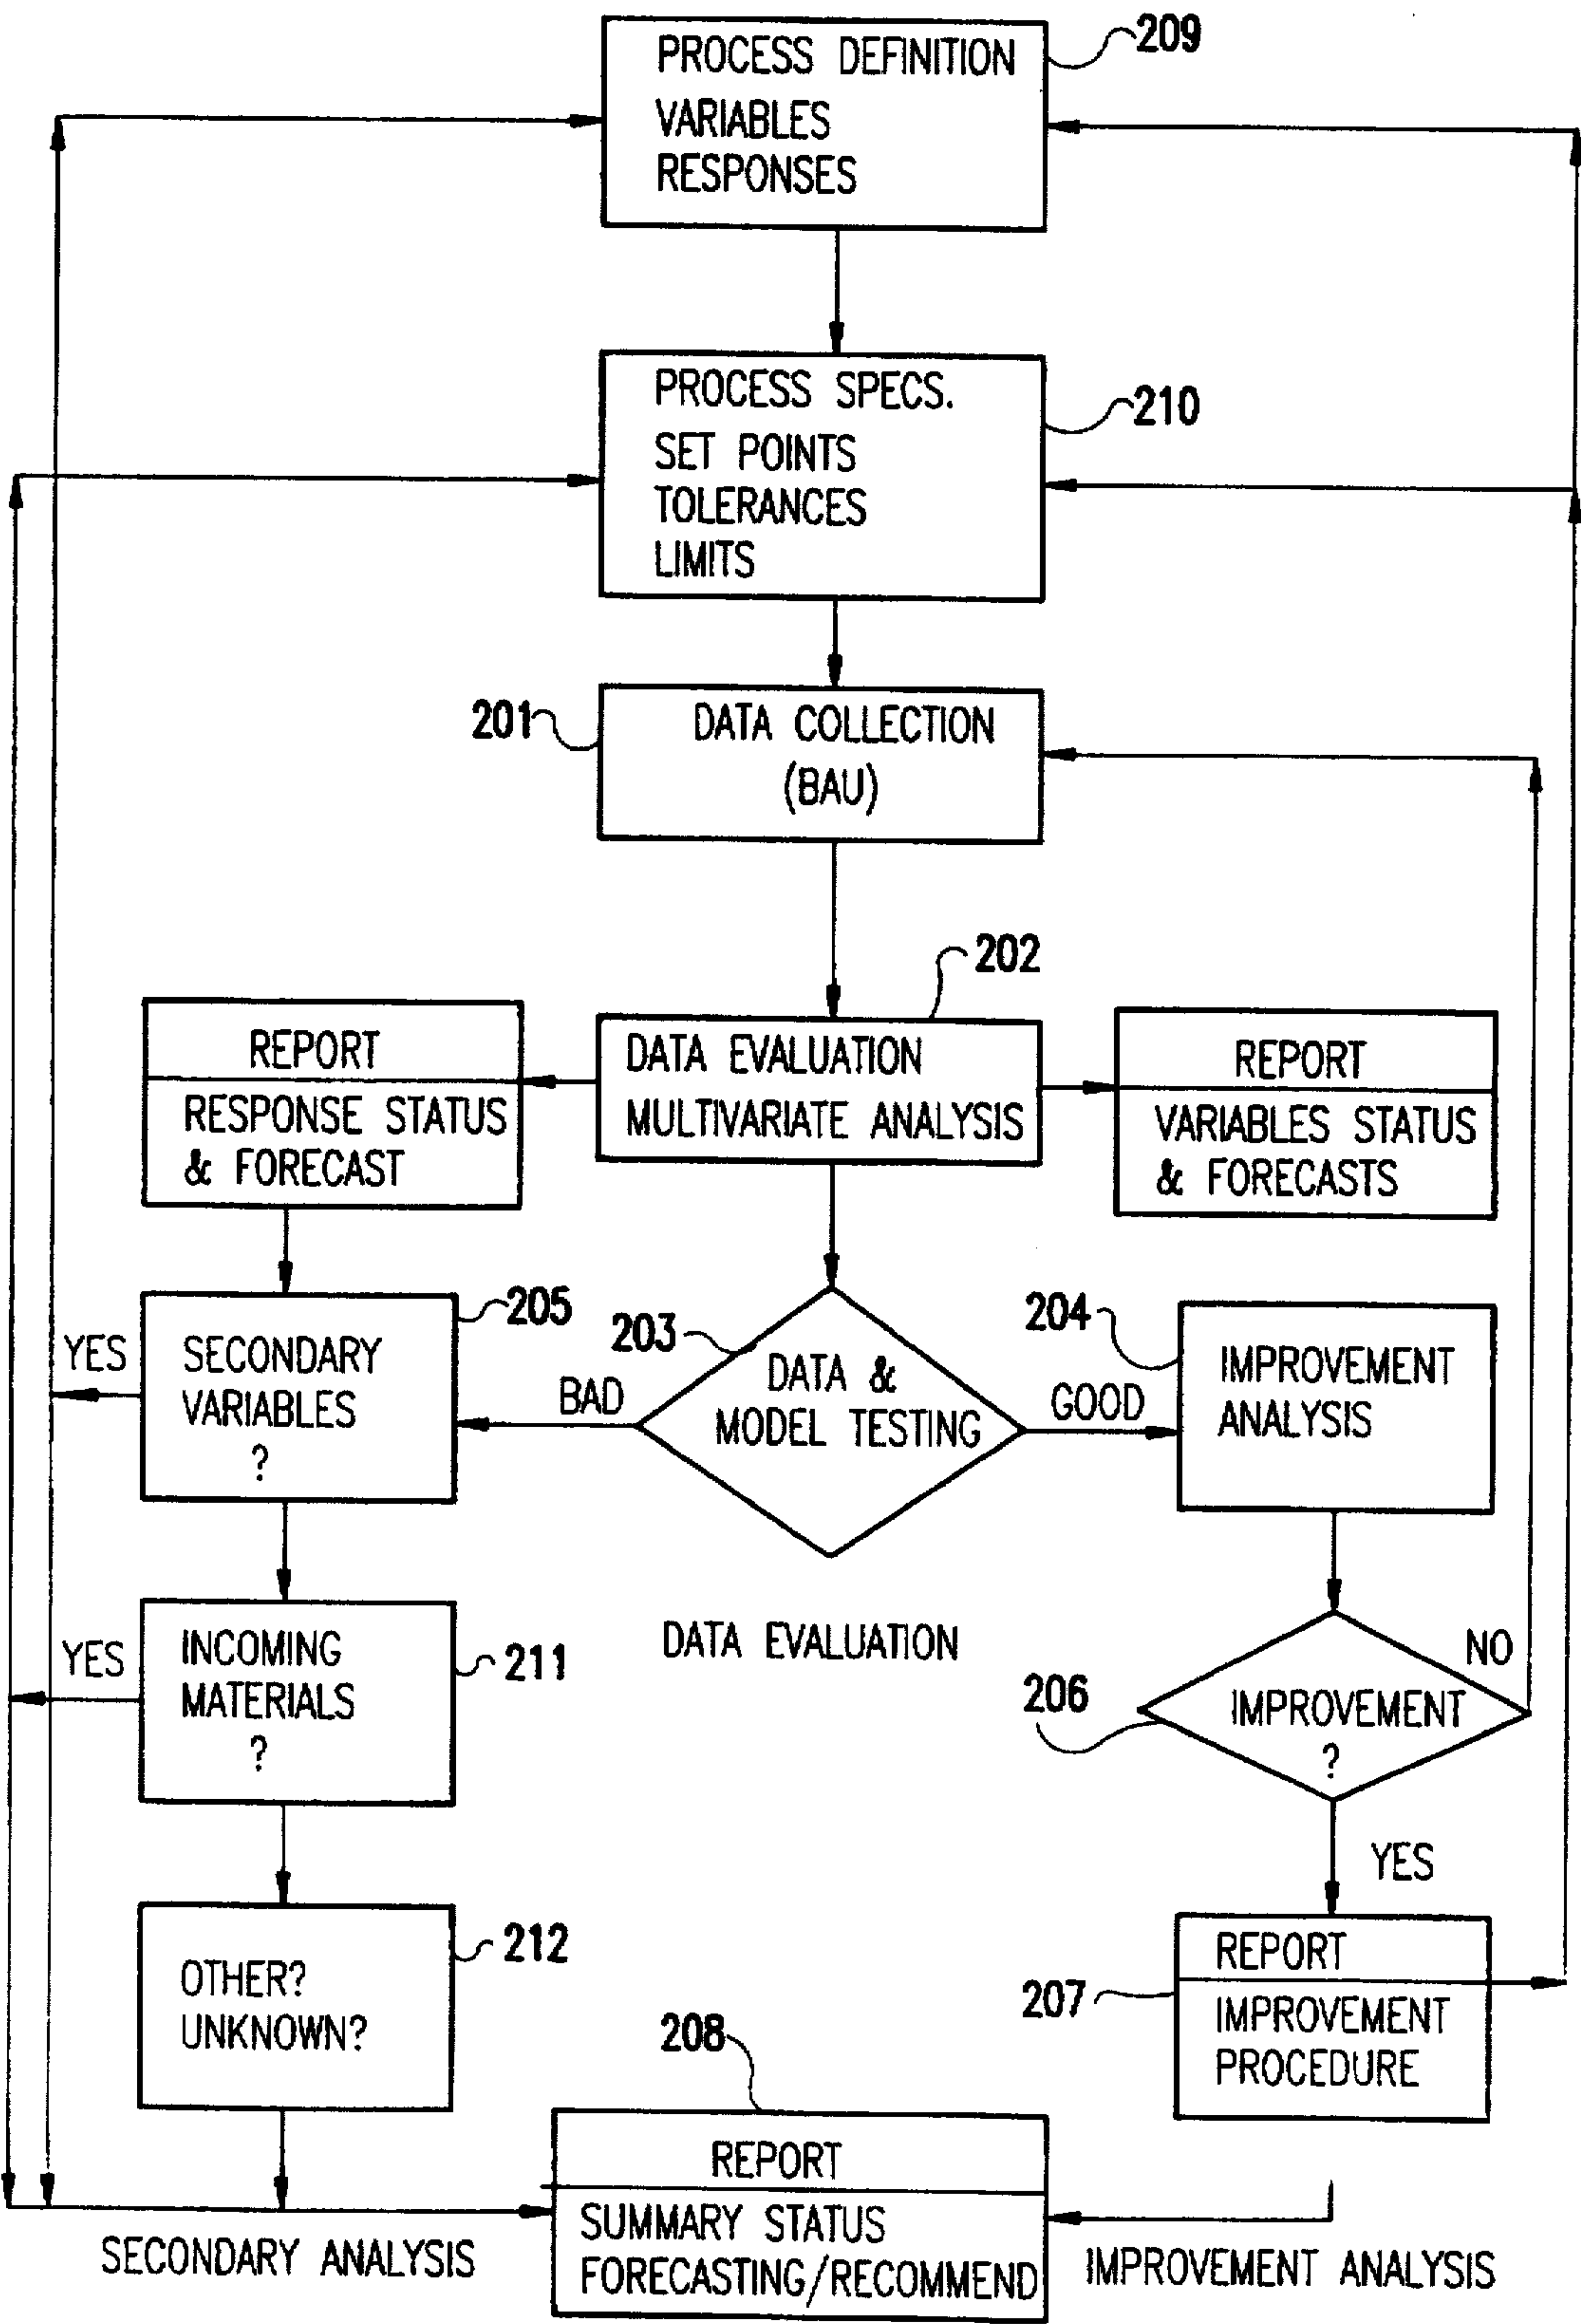 209
PROCESS DEFINITION
VARIABLES
RESPONSES
210
PROCESS SPECS.
SET POINTS
TOLERANCES
LIMITS
201
DATA COLLECTION
(BAU)
202
REPORT
RESPONSE STATUS
& FORECAST
DATA EVALUATION
MULTIVARIATE ANALYSIS
REPORT
VARIABLES STATUS
& FORECASTS
205
YES
SECONDARY
VARIABLES
?
BAD
203
DATA &
MODEL TESTING
GOOD
204
IMPROVEMENT
ANALYSIS
YES
INCOMING
MATERIALS
?
211
DATA EVALUATION
206
IMPROVEMENT
?
NO
YES
OTHER?
UNKNOWN?
212
207
REPORT
IMPROVEMENT
PROCEDURE
208
REPORT
SUMMARY STATUS
FORECASTING/RECOMMEND
SECONDARY ANALYSIS
IMPROVEMENT ANALYSIS